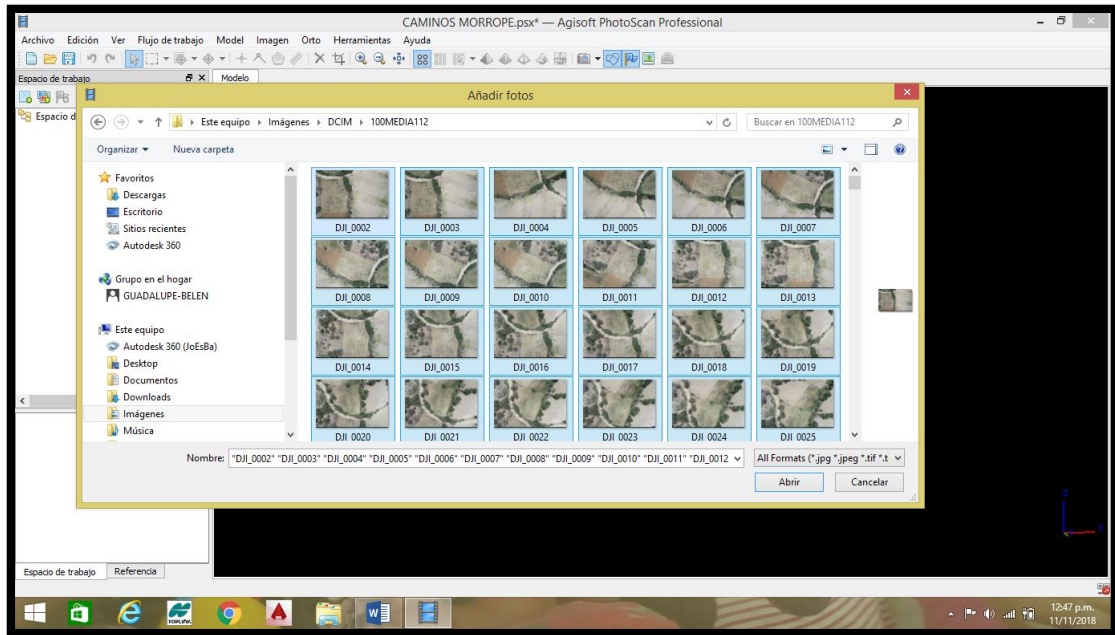 CAMINOS MORROPE.psx* — Agisoft PhotoScan Professional
Archivo Edición Ver Flujo de trabajo Model Imagen Orto Herramientas Ayuda
Espacio de trabajo
Modelo
Espacio d
Añadir fotos
Este equipo ▸ Imágenes ▸ DCIM ▸ 100MEDIA112
Buscar en 100MEDIA112
Organizar
Nueva carpeta
Favoritos
Descargas
Escritorio
Sitios recientes
Autodesk 360
Grupo en el hogar
GUADALUPE-BELEN
Este equipo
Autodesk 360 (JoEsBa)
Desktop
Documentos
Downloads
Imágenes
Música
DJI_0002 DJI_0003 DJI_0004 DJI_0005 DJI_0006 DJI_0007
DJI_0008 DJI_0009 DJI_0010 DJI_0011 DJI_0012 DJI_0013
DJI_0014 DJI_0015 DJI_0016 DJI_0017 DJI_0018 DJI_0019
DJI_0020 DJI_0021 DJI_0022 DJI_0023 DJI_0024 DJI_0025
Nombre: "DJI_0002" "DJI_0003" "DJI_0004" "DJI_0005" "DJI_0006" "DJI_0007" "DJI_0008" "DJI_0009" "DJI_0010" "DJI_0011" "DJI_0012
All Formats (*.jpg *.jpeg *.tif *.t
Abrir
Cancelar
Z
X
Espacio de trabajo
Referencia
TOPLINK
12:47 p.m.
11/11/2018